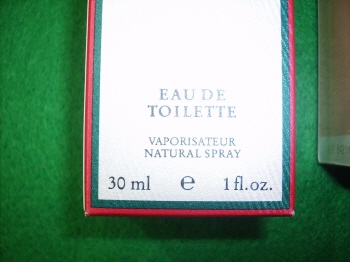 EAU DE
TOILETTE
VAPORISATEUR
NATURAL SPRAY
30 ml ℮ 1 fl.oz.